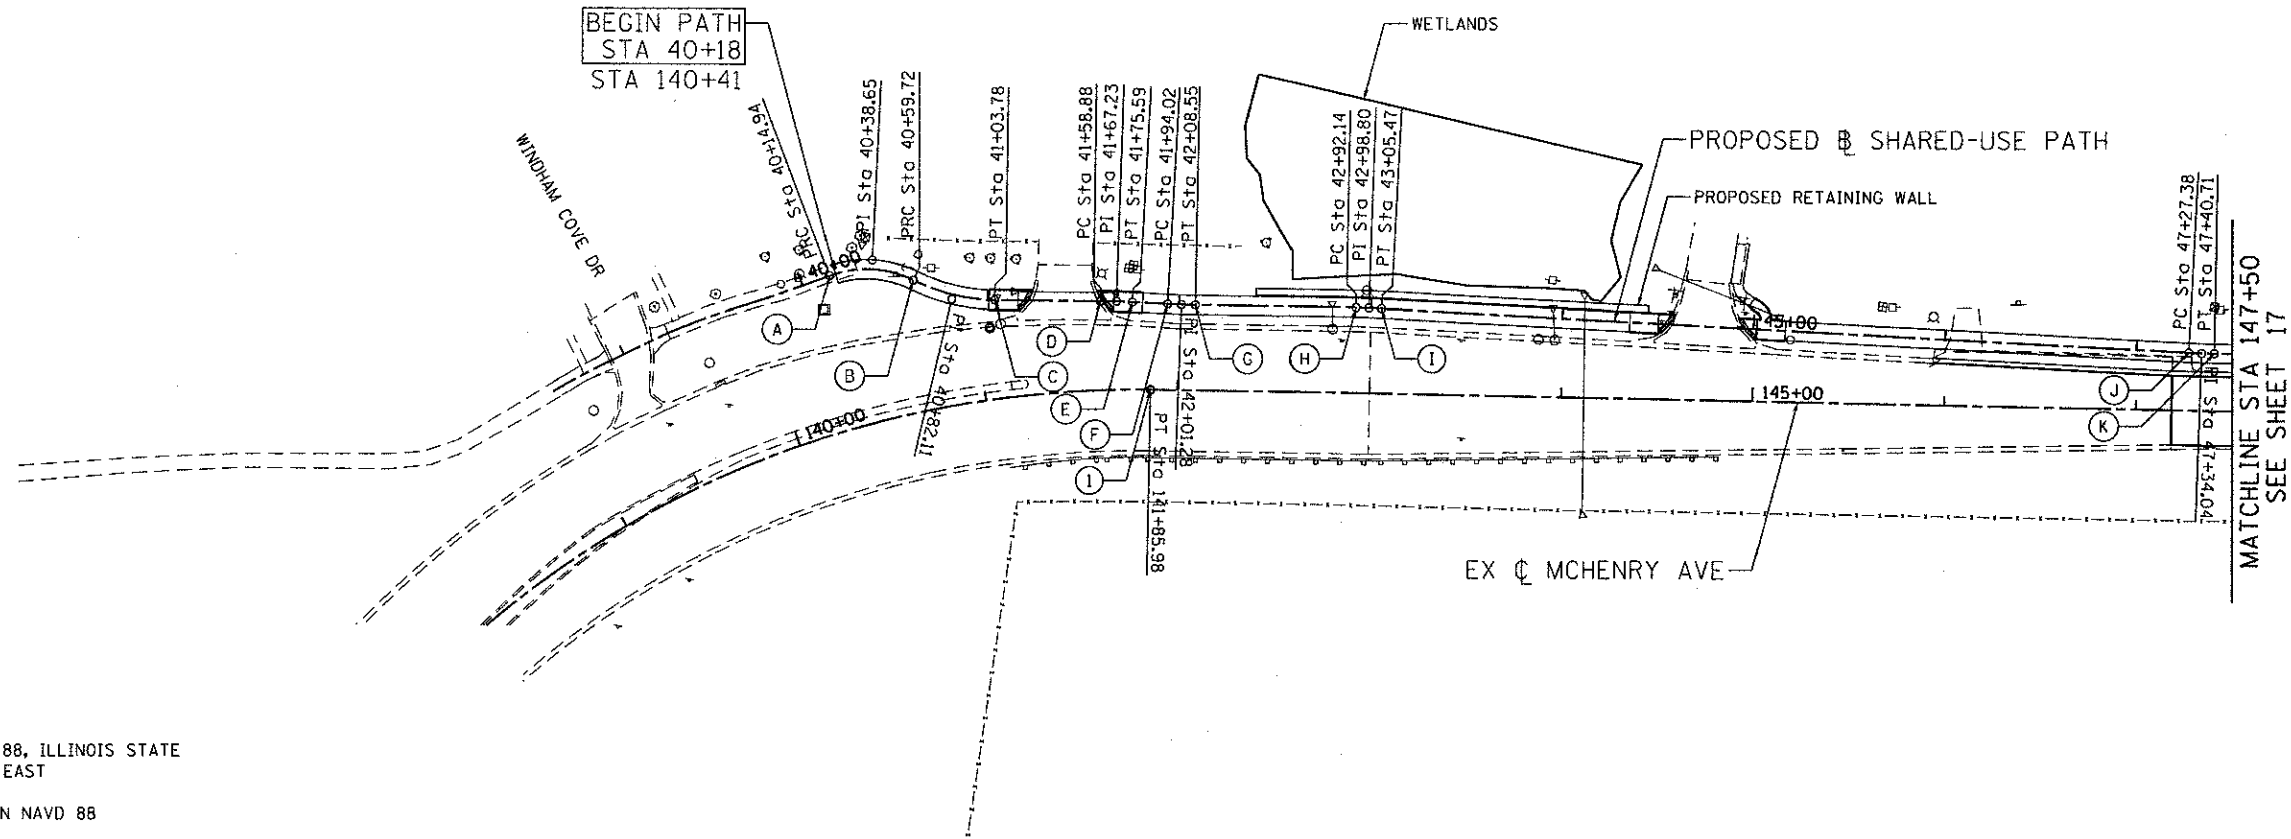 BEGIN PATH
STA 40+18
STA 140+41
WETLANDS
WINDHAM COVE DR
PRC Sta 40+14.94
PI Sta 40+38.65
PRC Sta 40+59.72
PT Sta 41+03.78
PC Sta 41+58.88
PI Sta 41+67.23
PT Sta 41+75.59
PC Sta 41+94.02
PT Sta 42+08.55
PC Sta 42+92.14
PI Sta 42+98.80
PT Sta 43+05.47
PROPOSED ℄ SHARED-USE PATH
PROPOSED RETAINING WALL
PC Sta 47+27.38
PT Sta 47+40.71
40+00
45+00
A
B
C
D
E
F
G
H
I
J
K
1
PI Sta 40+82.11
PI Sta 42+01.28
PT Sta 141+85.98
PI Sta 47+34.04
140+00
145+00
EX ℄ MCHENRY AVE
MATCHLINE STA 147+50
SEE SHEET 17
88, ILLINOIS STATE
EAST
N NAVD 88